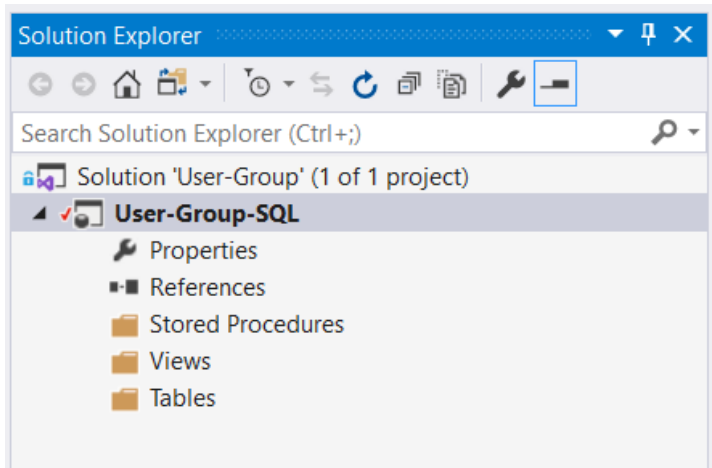 Solution Explorer
Search Solution Explorer (Ctrl+;)
Solution 'User-Group' (1 of 1 project)
User-Group-SQL
Properties
References
Stored Procedures
Views
Tables